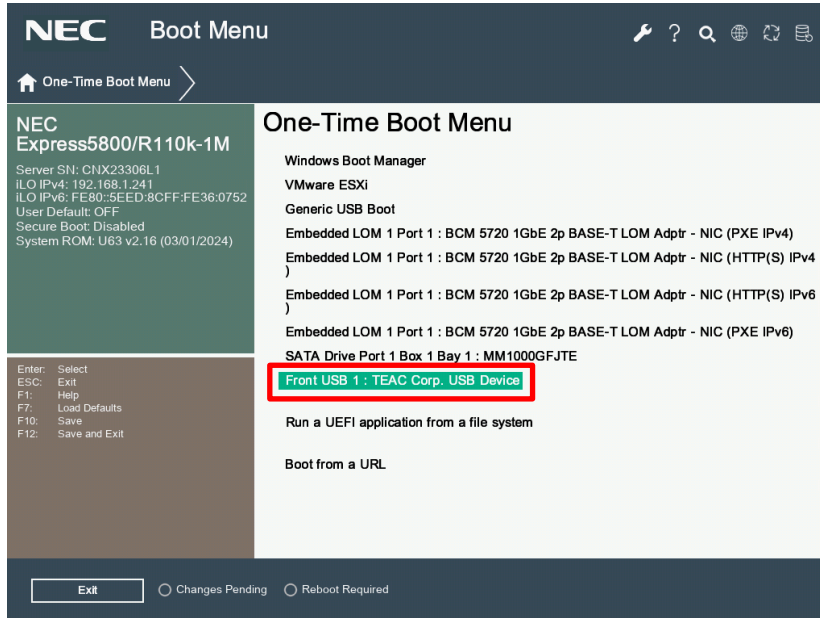 NEC Boot Menu
One-Time Boot Menu
NEC
Express5800/R110k-1M
Server SN: CNX23306L1
iLO IPv4: 192.168.1.241
iLO IPv6: FE80::5EED:8CFF:FE36:0752
User Default: OFF
Secure Boot: Disabled
System ROM: U63 v2.16 (03/01/2024)
Enter: Select
ESC: Exit
F1: Help
F7: Load Defaults
F10: Save
F12: Save and Exit
One-Time Boot Menu
Windows Boot Manager
VMware ESXi
Generic USB Boot
Embedded LOM 1 Port 1 : BCM 5720 1GbE 2p BASE-T LOM Adptr - NIC (PXE IPv4)
Embedded LOM 1 Port 1 : BCM 5720 1GbE 2p BASE-T LOM Adptr - NIC (HTTP(S) IPv4
)
Embedded LOM 1 Port 1 : BCM 5720 1GbE 2p BASE-T LOM Adptr - NIC (HTTP(S) IPv6
)
Embedded LOM 1 Port 1 : BCM 5720 1GbE 2p BASE-T LOM Adptr - NIC (PXE IPv6)
SATA Drive Port 1 Box 1 Bay 1 : MM1000GFJTE
Front USB 1 : TEAC Corp. USB Device
Run a UEFI application from a file system
Boot from a URL
Exit
Changes Pending
Reboot Required